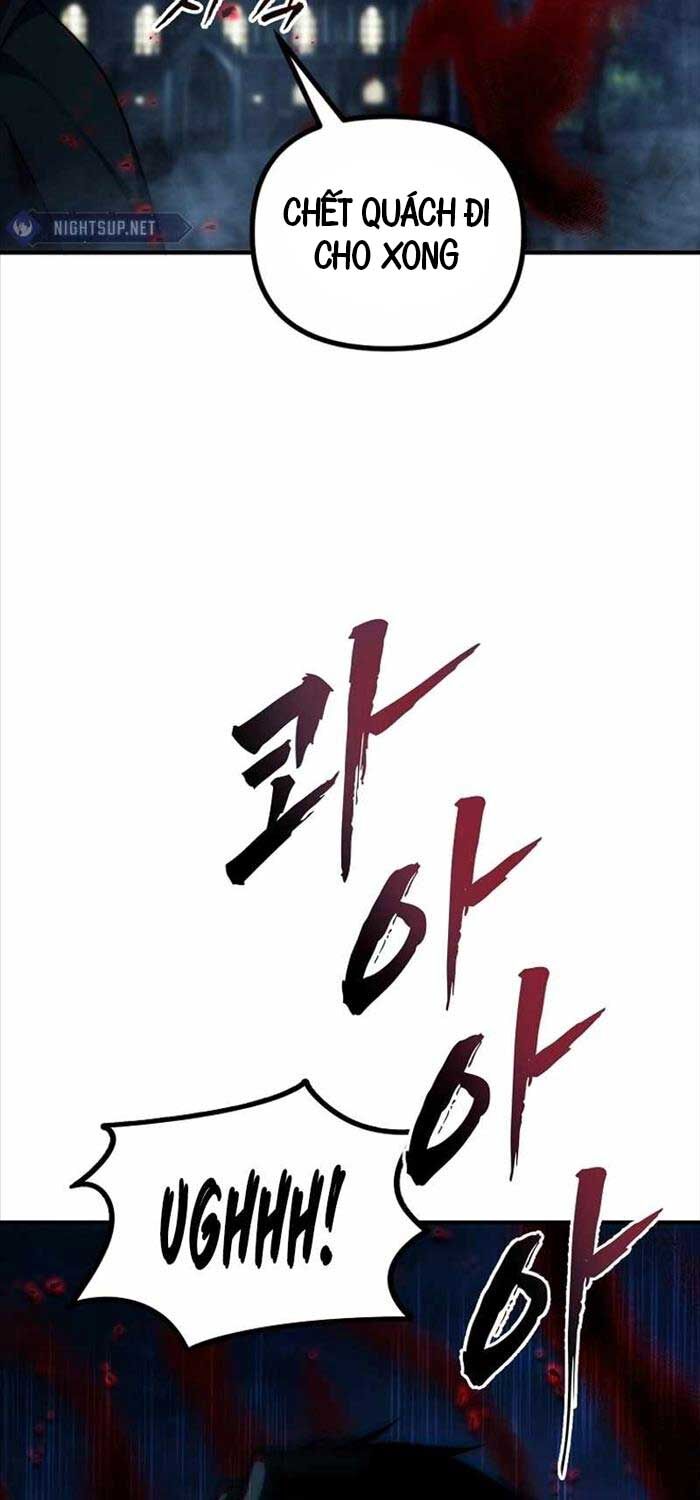 NIGHTSUP.NET
CHẾT QUÁCH ĐI
CHO XONG
콰
아
아
아
UGHHH!